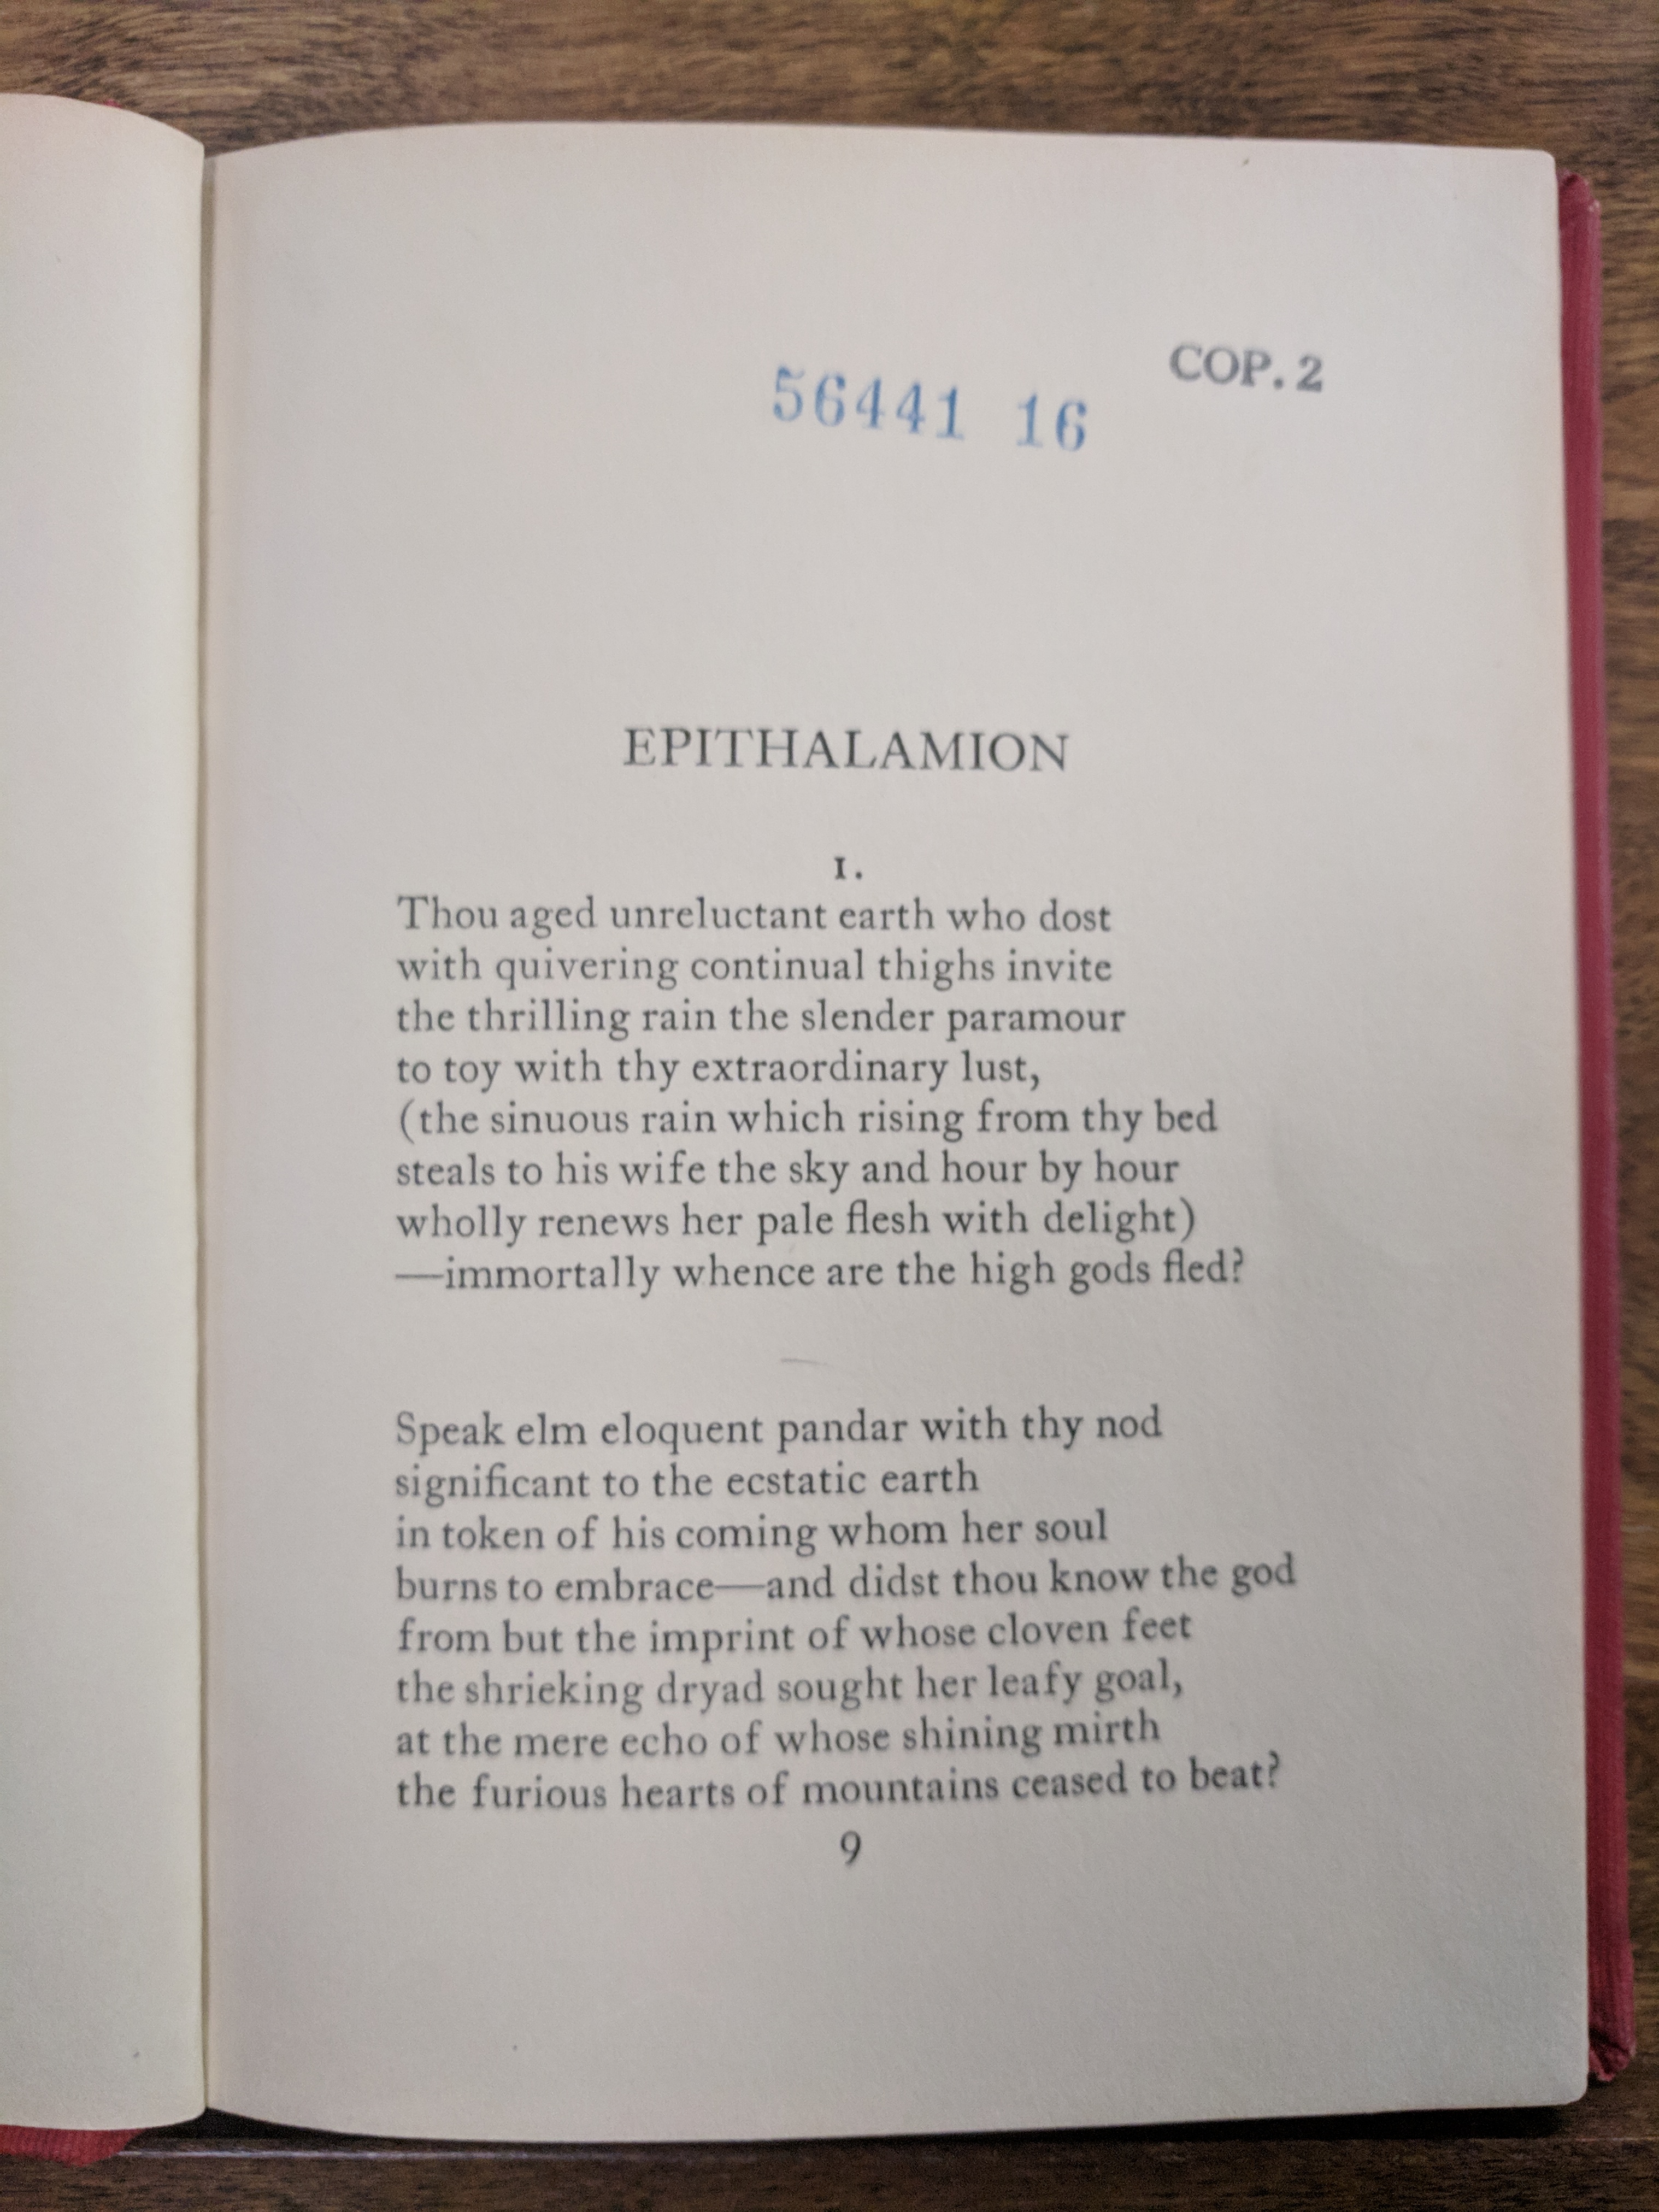 COP. 2
56441 16
EPITHALAMION
1.
Thou aged unreluctant earth who dost
with quivering continual thighs invite
the thrilling rain the slender paramour
to toy with thy extraordinary lust,
(the sinuous rain which rising from thy bed
steals to his wife the sky and hour by hour
wholly renews her pale flesh with delight)
—immortally whence are the high gods fled?
Speak elm eloquent pandar with thy nod
significant to the ecstatic earth
in token of his coming whom her soul
burns to embrace—and didst thou know the god
from but the imprint of whose cloven feet
the shrieking dryad sought her leafy goal,
at the mere echo of whose shining mirth
the furious hearts of mountains ceased to beat?
9